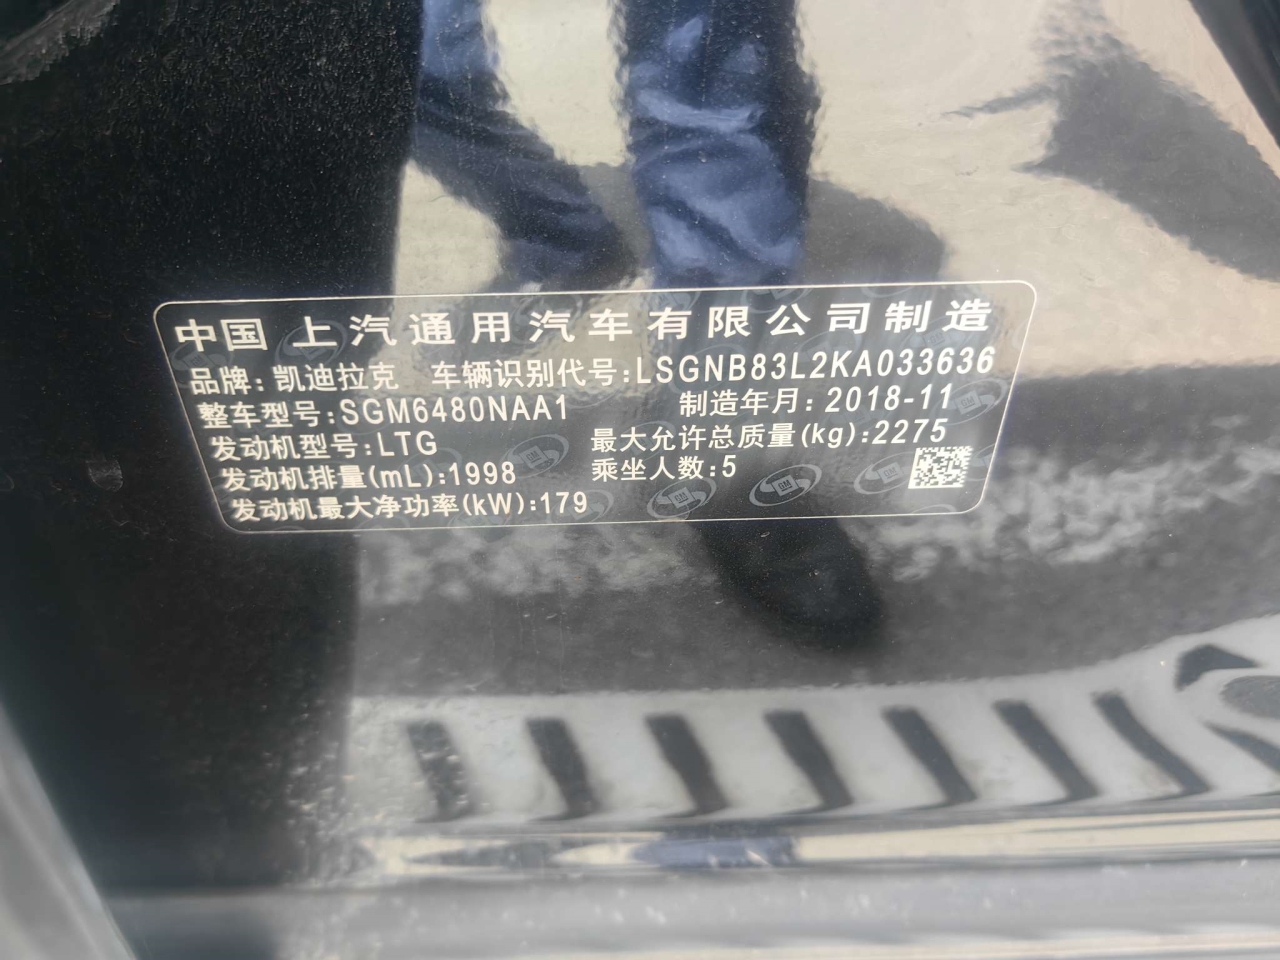 中国 上汽通用汽车有限公司制造
品牌:凯迪拉克 车辆识别代号:LSGNB83L2KA033636
整车型号:SGM6480NAA1 制造年月:2018-11
发动机型号:LTG 最大允许总质量(kg):2275
发动机排量(mL):1998 乘坐人数:5
发动机最大净功率(kW):179
GM
GM
GM